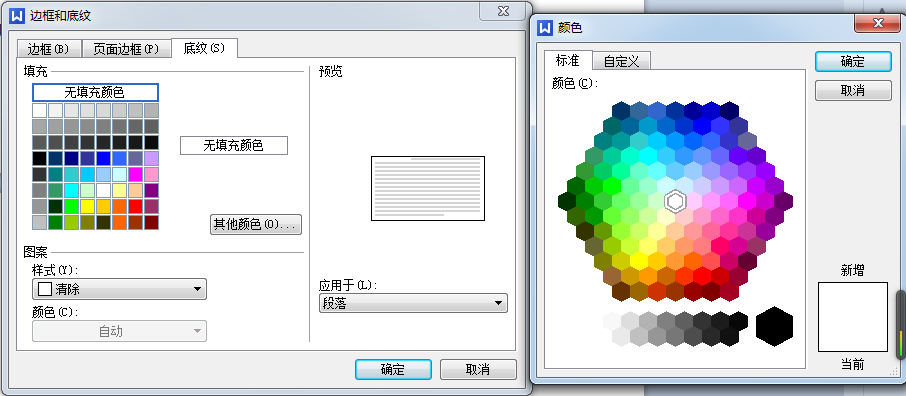 边框和底纹
边框(B)
页面边框(P)
底纹(S)
填充
无填充颜色
无填充颜色
其他颜色(O)...
图案
样式(Y):
清除
颜色(C):
自动
预览
应用于(L):
段落
确定
取消
颜色
标准
自定义
颜色(C):
确定
取消
新增
当前